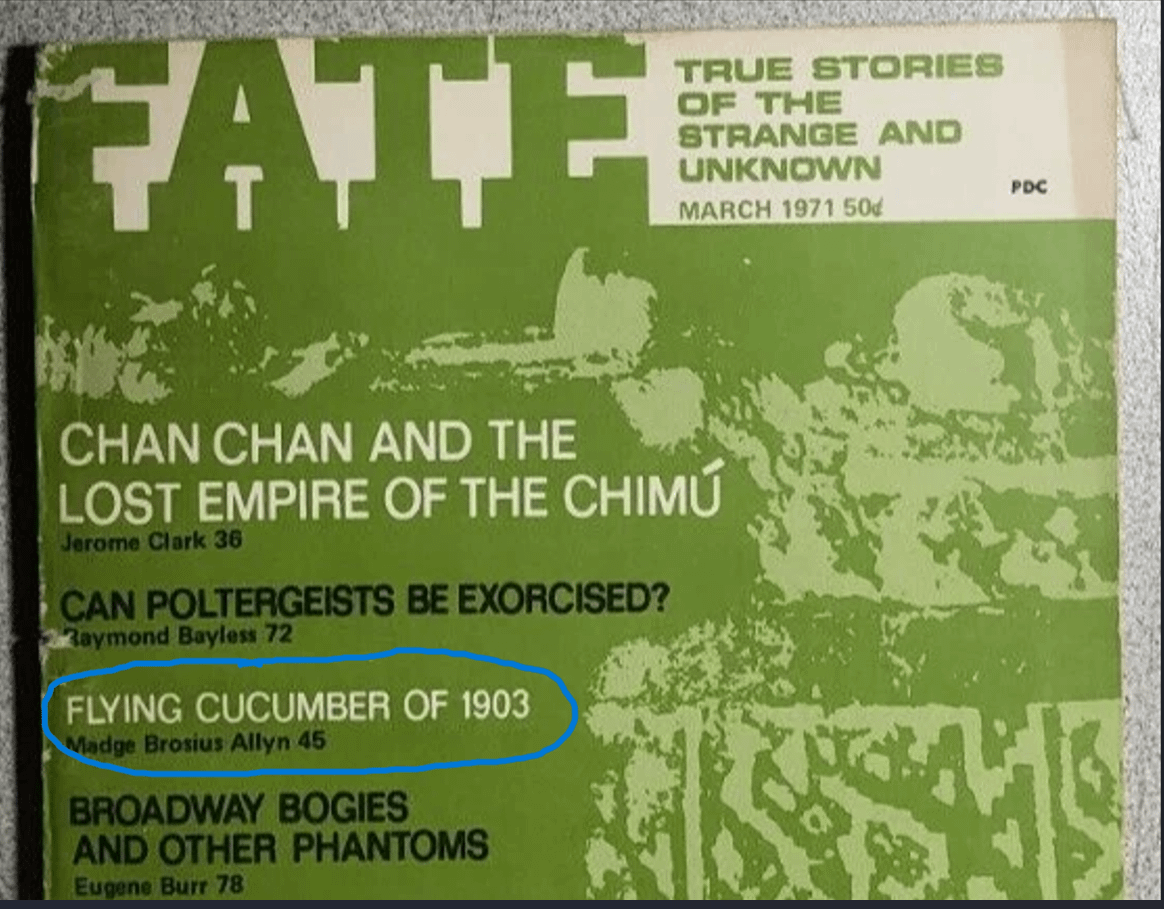 FATE
TRUE STORIES
OF THE
STRANGE AND
UNKNOWN
PDC
MARCH 1971 50¢
CHAN CHAN AND THE
LOST EMPIRE OF THE CHIMÚ
Jerome Clark 36
CAN POLTERGEISTS BE EXORCISED?
Raymond Bayless 72
FLYING CUCUMBER OF 1903
Madge Brosius Allyn 45
BROADWAY BOGIES
AND OTHER PHANTOMS
Eugene Burr 78